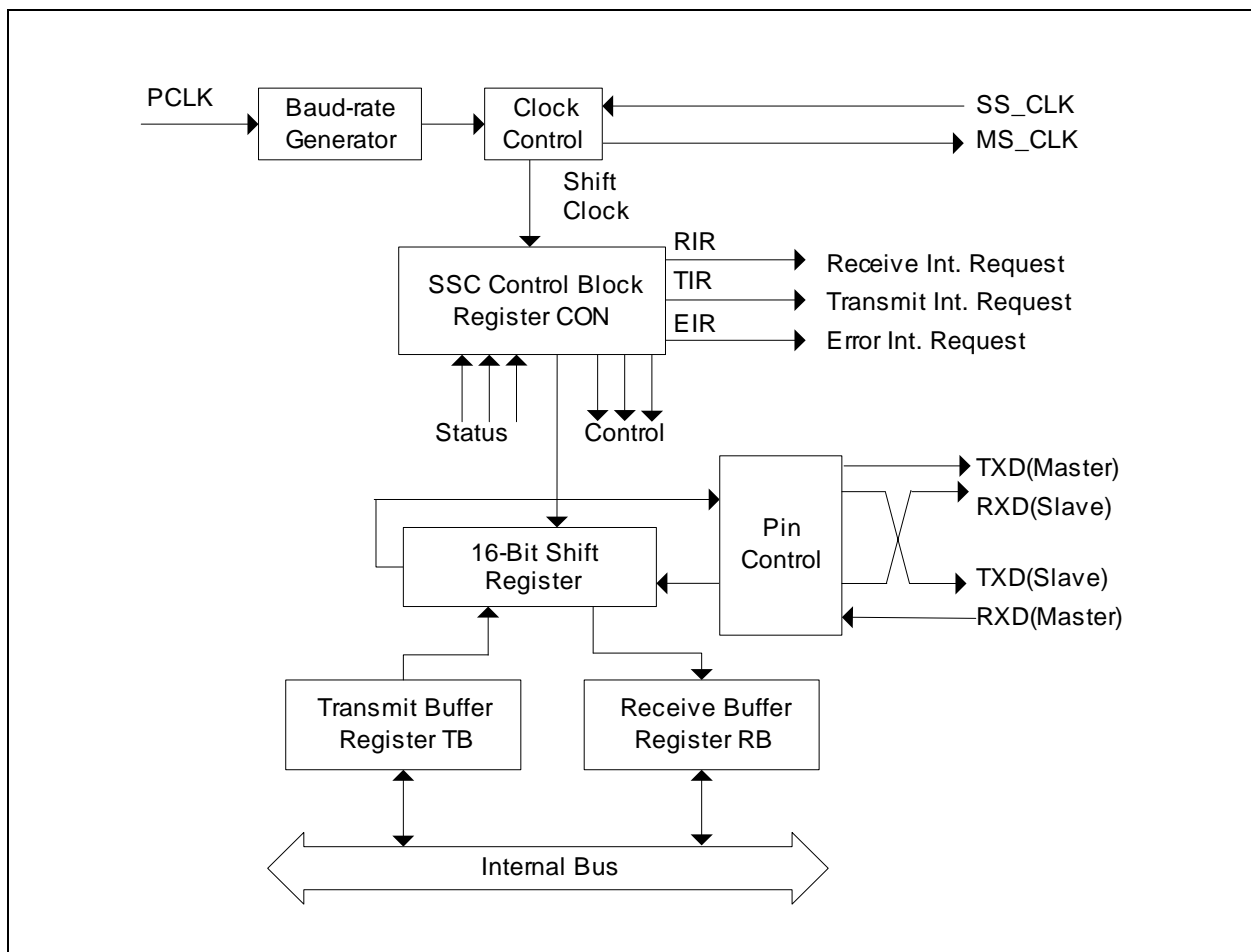 PCLK
Baud-rate
Generator
Clock
Control
SS_CLK
MS_CLK
Shift
Clock
SSC Control Block
Register CON
RIR
TIR
EIR
Receive Int. Request
Transmit Int. Request
Error Int. Request
Status
Control
16-Bit Shift
Register
Pin
Control
TXD(Master)
RXD(Slave)
TXD(Slave)
RXD(Master)
Transmit Buffer
Register TB
Receive Buffer
Register RB
Internal Bus